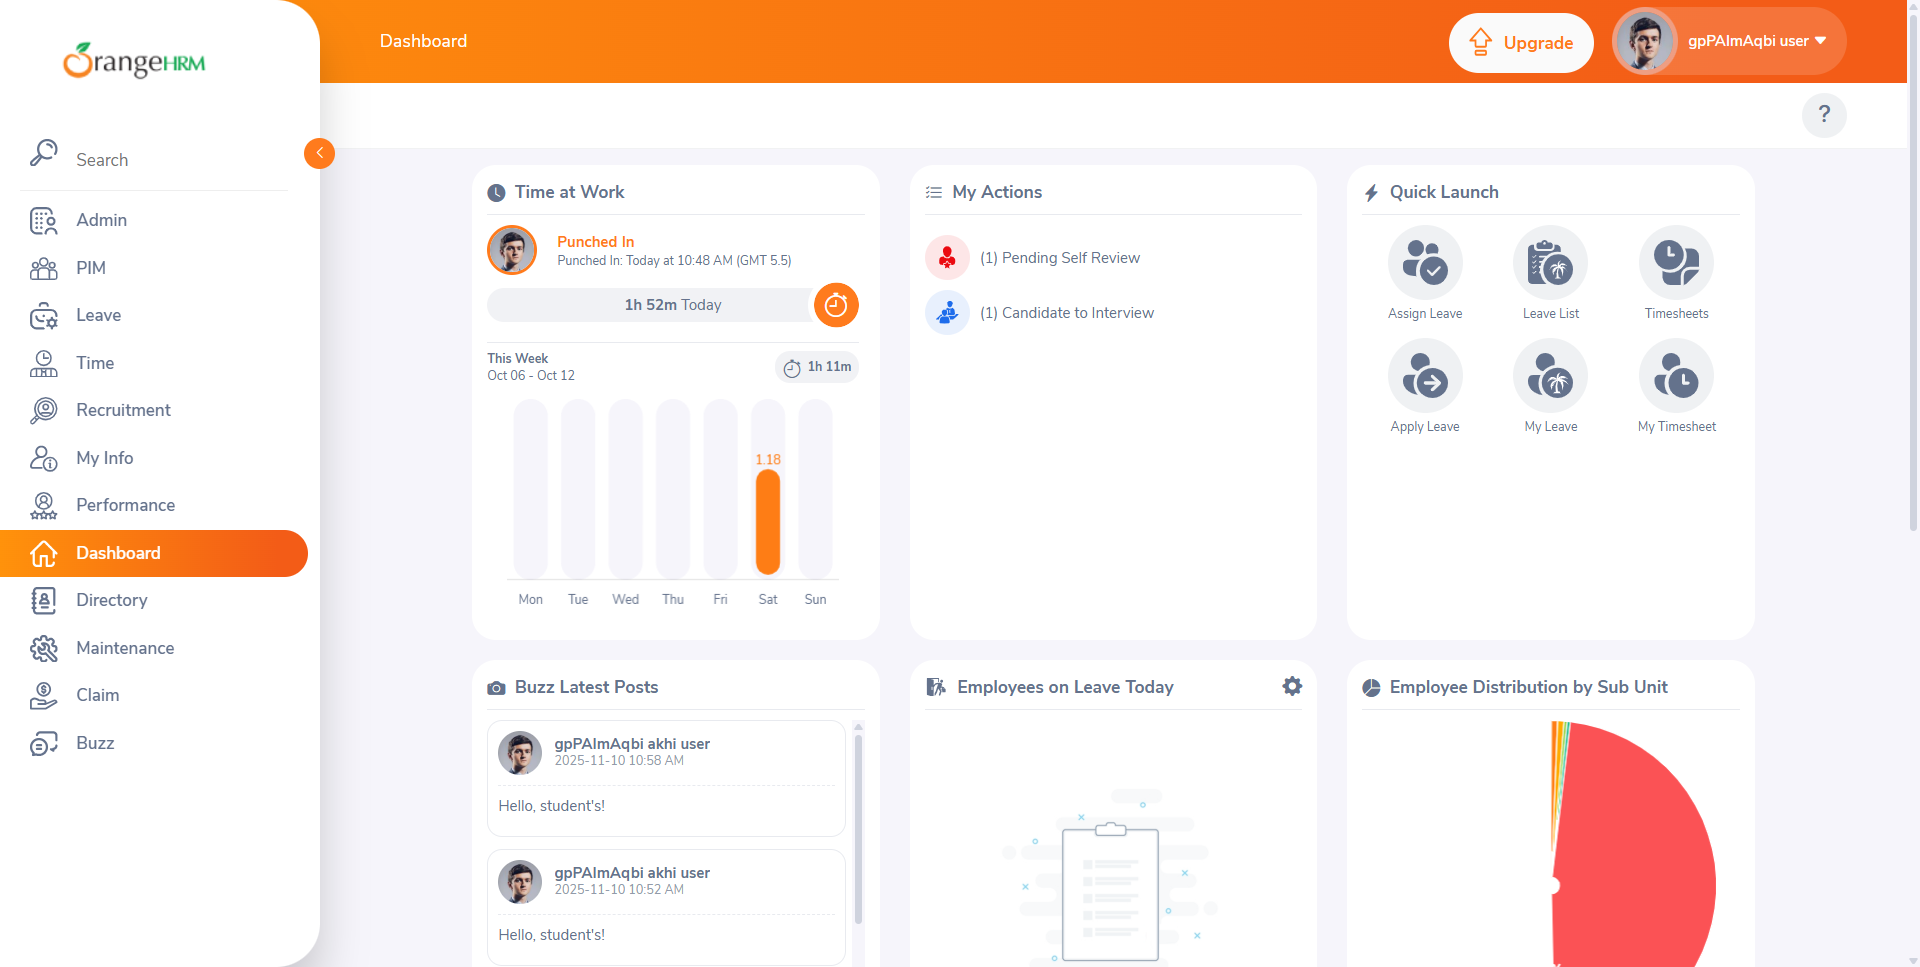 OrangeHRM
Search
Admin
PIM
Leave
Time
Recruitment
My Info
Performance
Dashboard
Directory
Maintenance
Claim
Buzz
Dashboard
Upgrade
gpPAlmAqbi user
?
Time at Work
Punched In
Punched In: Today at 10:48 AM (GMT 5.5)
1h 52m Today
This Week
Oct 06 - Oct 12
1h 11m
1.18
Mon Tue Wed Thu Fri Sat Sun
My Actions
(1) Pending Self Review
(1) Candidate to Interview
Quick Launch
Assign Leave Leave List Timesheets
Apply Leave My Leave My Timesheet
Buzz Latest Posts
gpPAlmAqbi akhi user
2025-11-10 10:58 AM
Hello, student's!
gpPAlmAqbi akhi user
2025-11-10 10:52 AM
Hello, student's!
Employees on Leave Today
Employee Distribution by Sub Unit